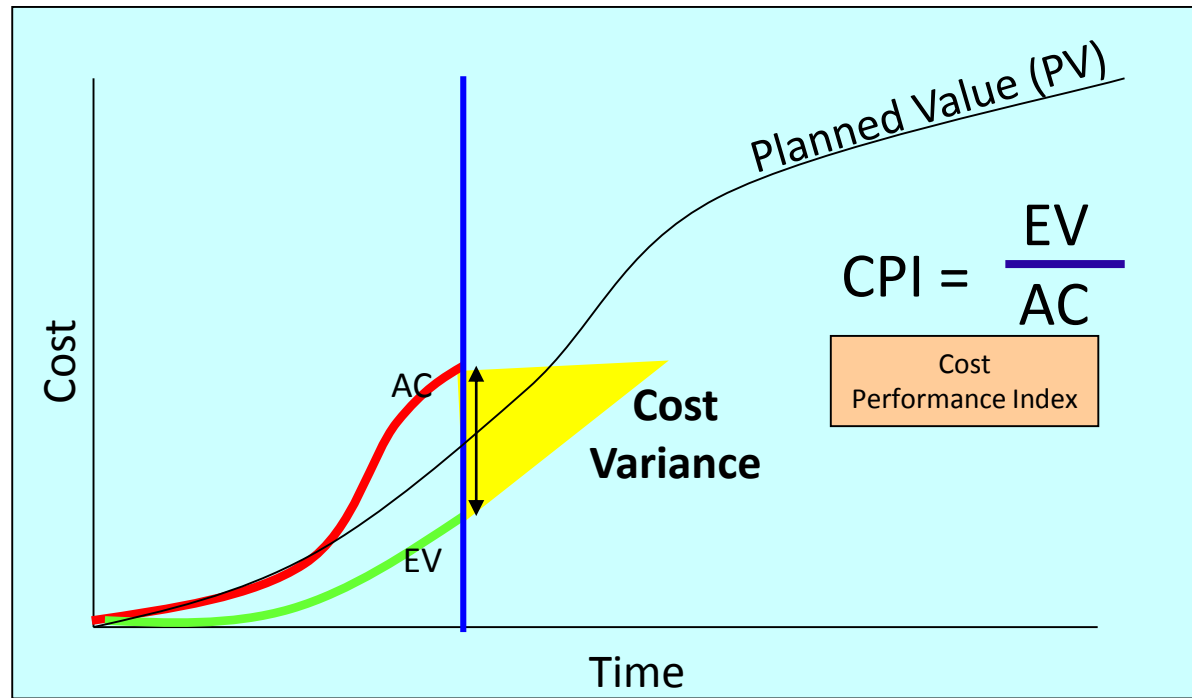 Planned Value (PV)
CPI = EV
AC
Cost
Performance Index
Cost
AC
Cost
Variance
EV
Time